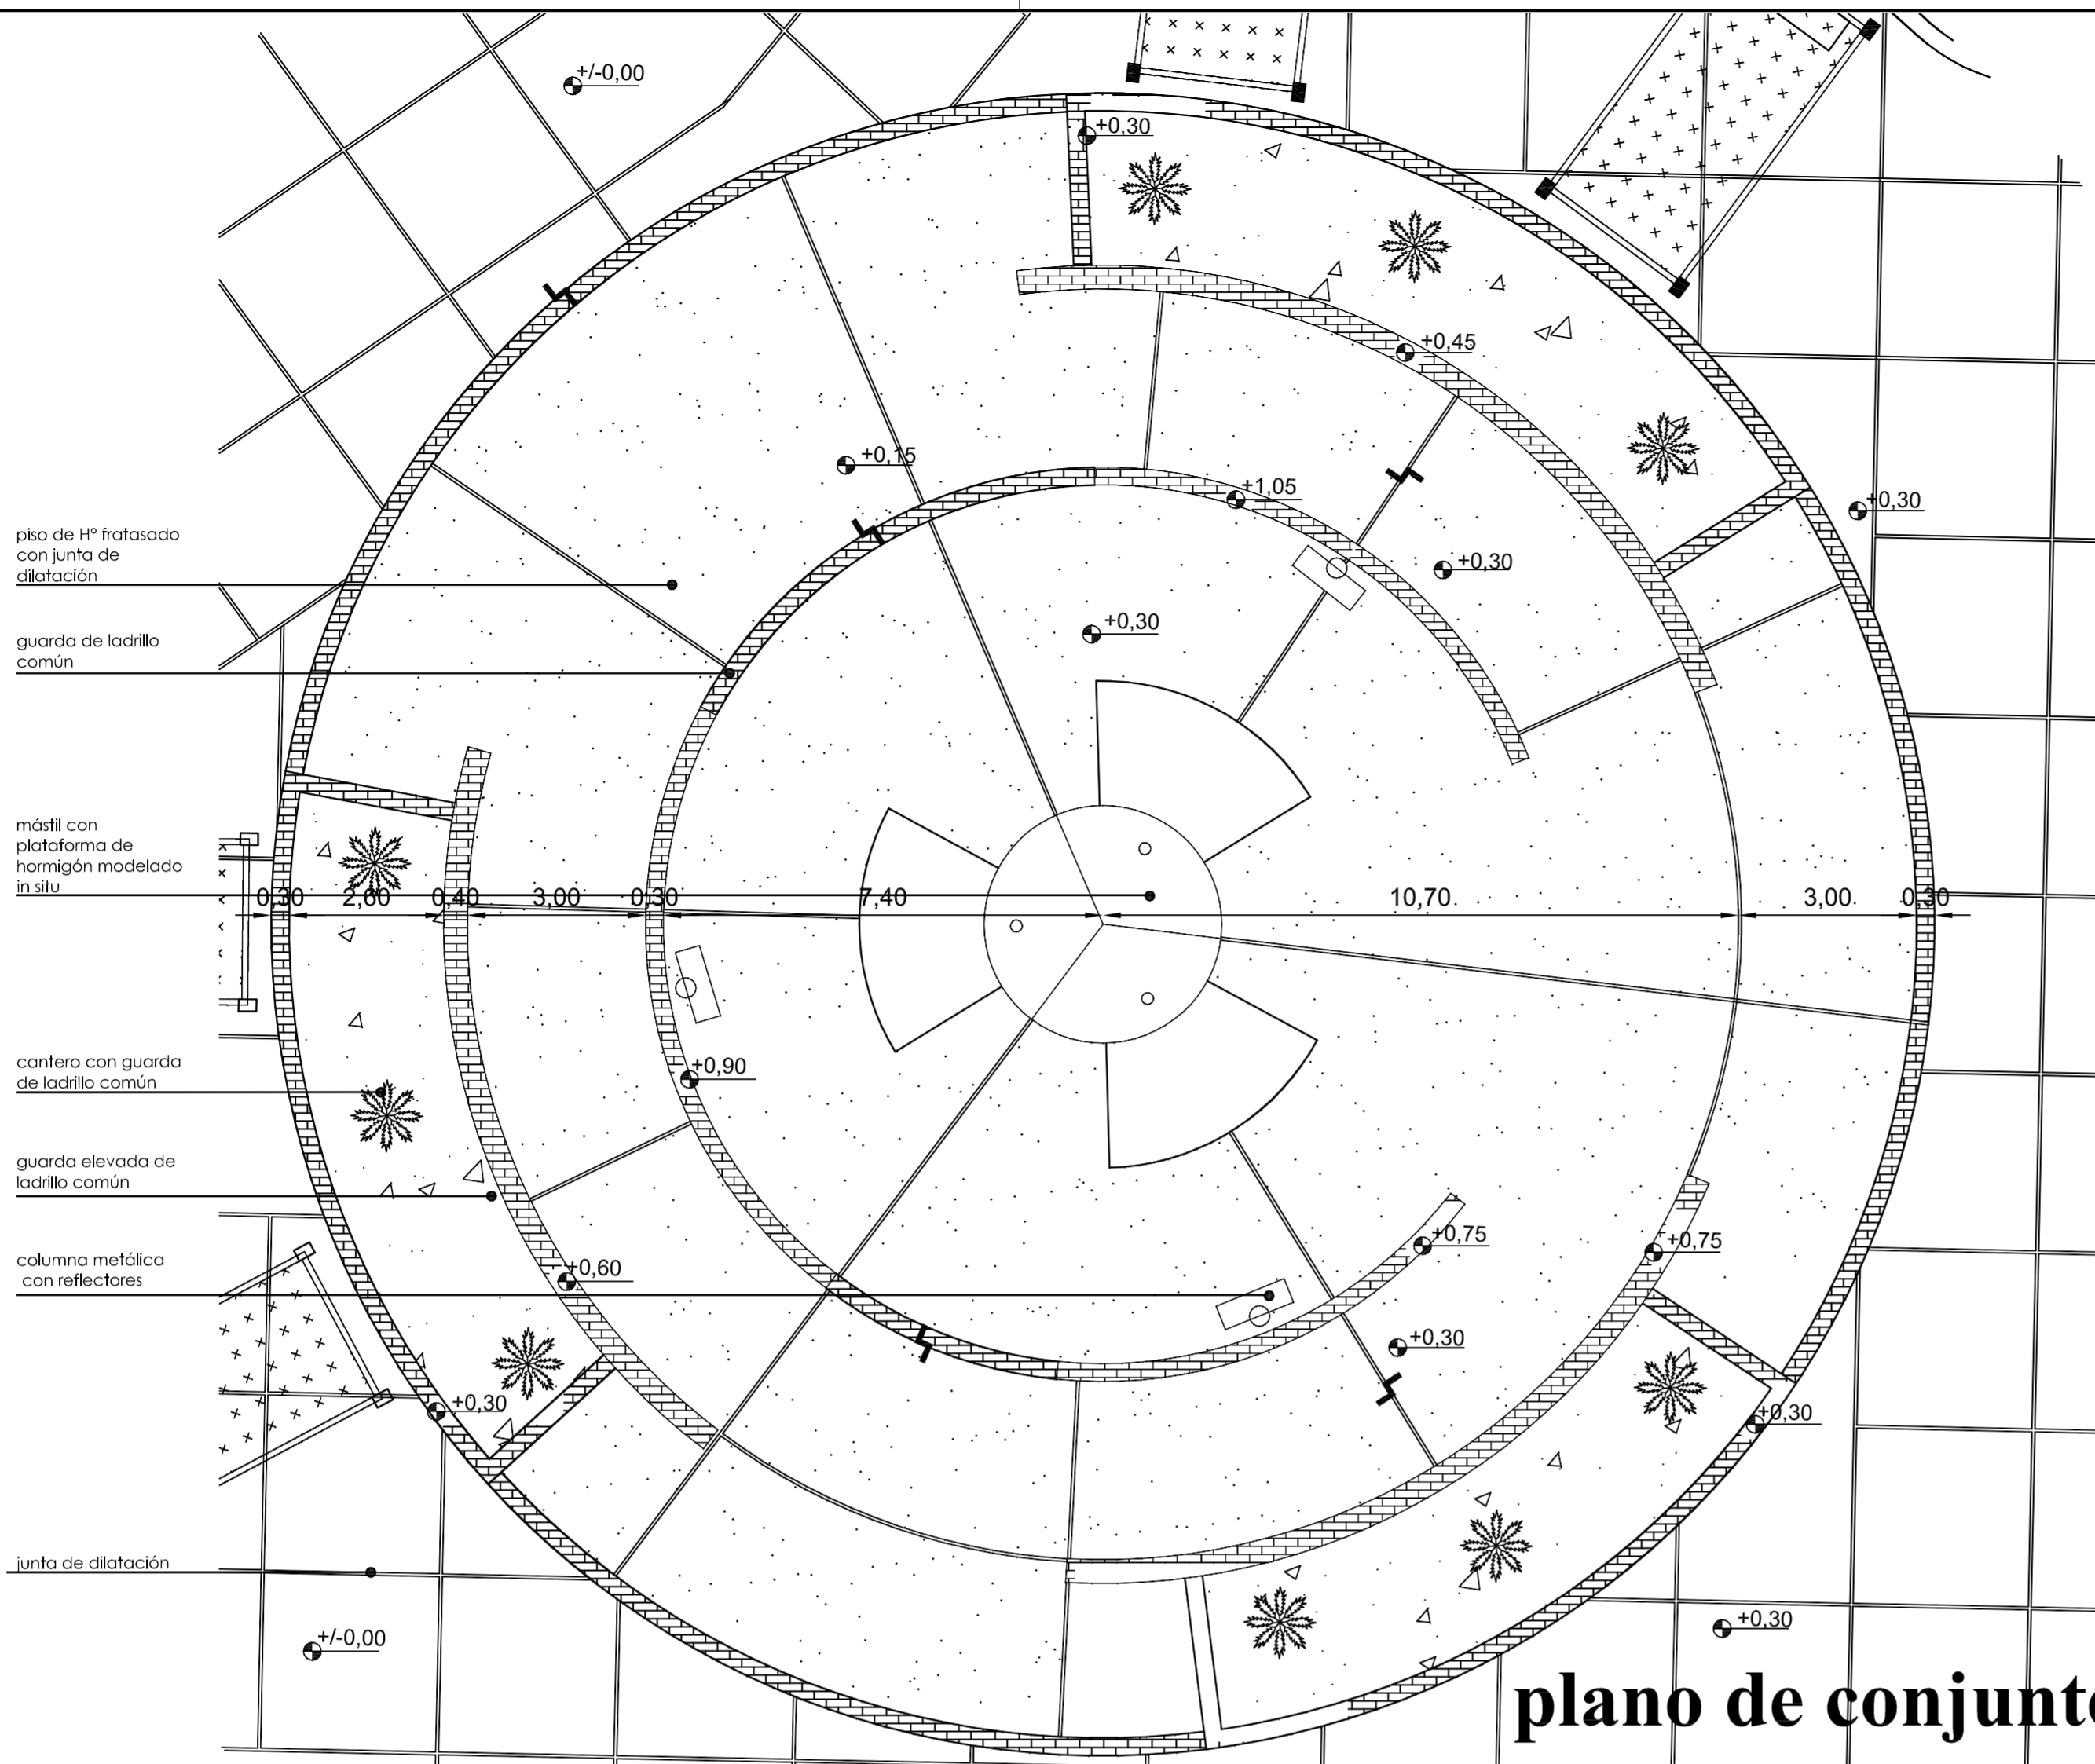 +/-0,00
+0,30
+0,45
+0,15
+1,05
+0,30
+0,30
+0,30
piso de Hº fratasado
con junta de
dilatación
guarda de ladrillo
común
mástil con
plataforma de
hormigón modelado
in situ
0,30 2,60 0,40 3,00 0,30 7,40 10,70 3,00 0,30
cantero con guarda
de ladrillo común
+0,90
guarda elevada de
ladrillo común
+0,75
+0,75
columna metálica
con reflectores
+0,60
+0,30
+0,30
+0,30
junta de dilatación
+/-0,00
+0,30
plano de conjunto